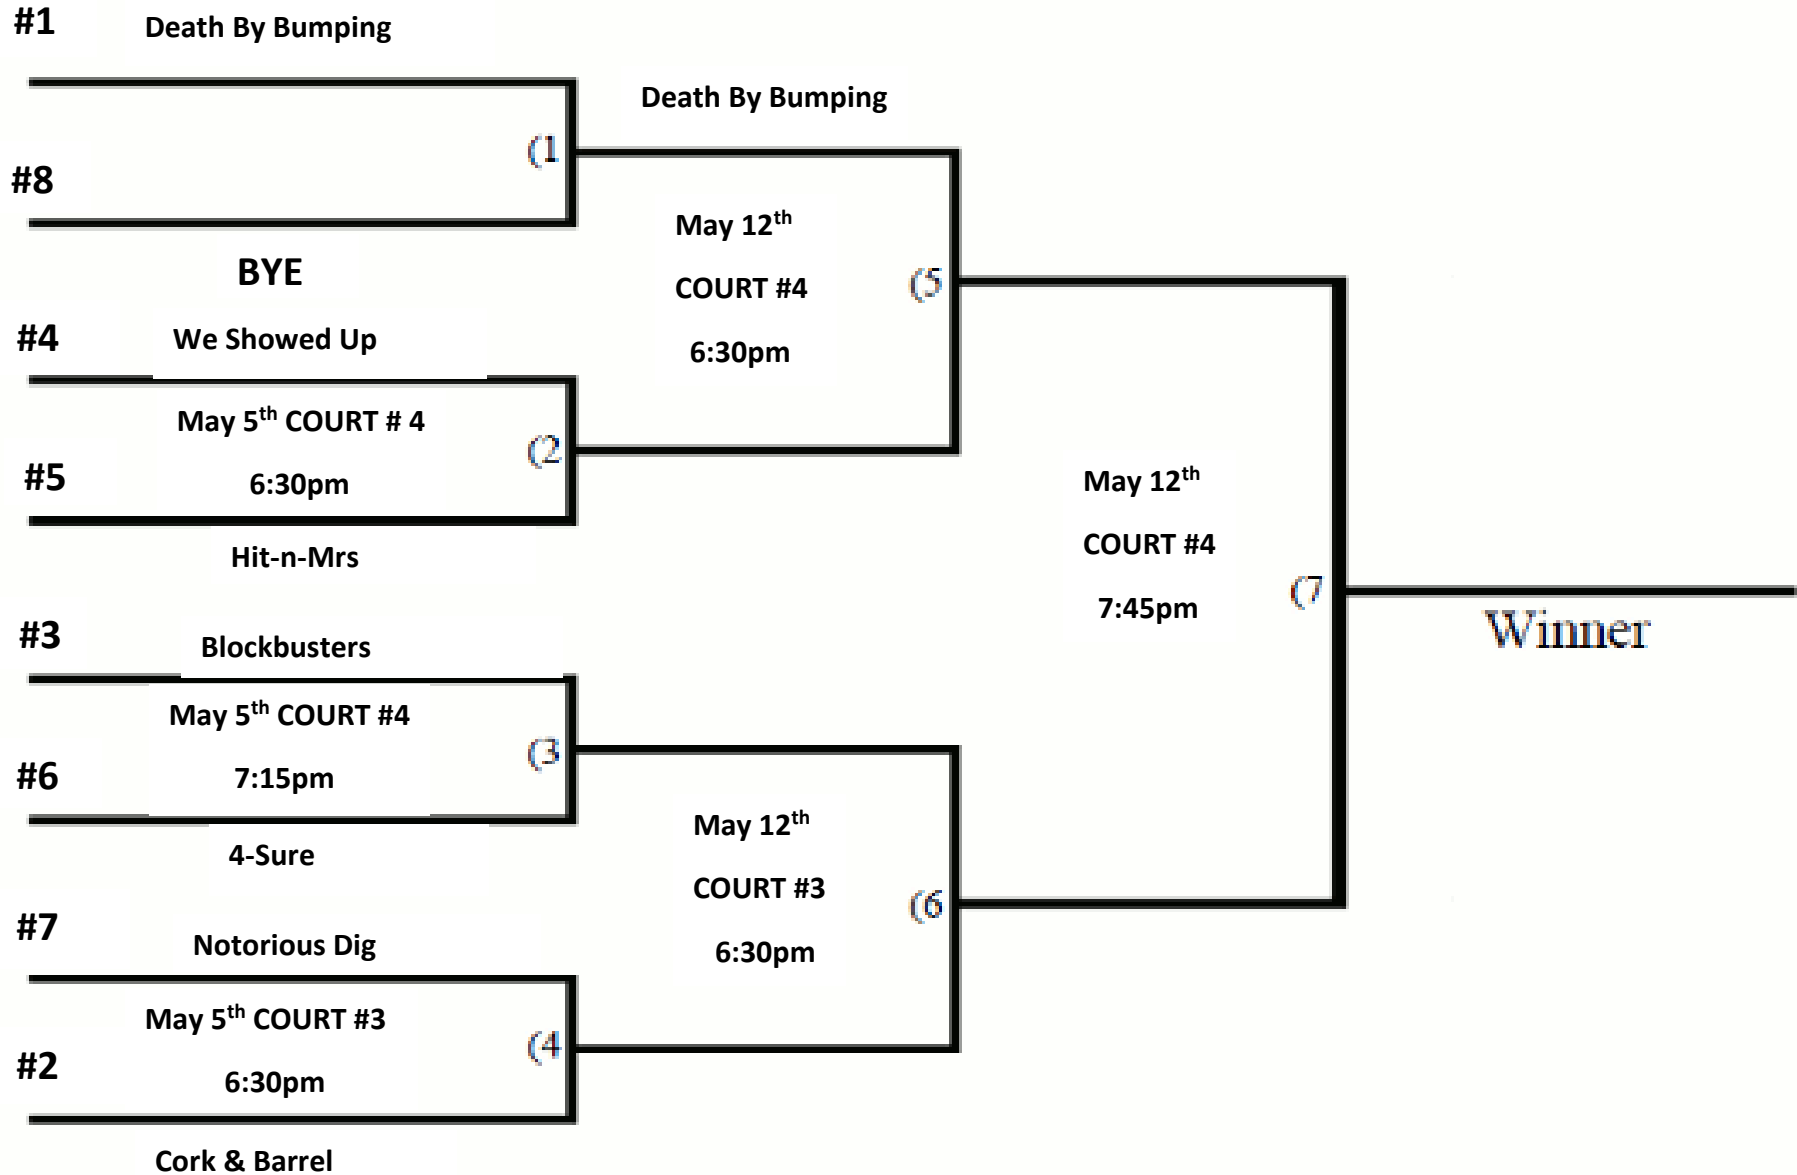 #1 Death By Bumping
Death By Bumping
(1
#8
BYE
May 12th
COURT #4
6:30pm
(5
#4 We Showed Up
May 5th COURT # 4
6:30pm
(2
#5
Hit-n-Mrs
May 12th
COURT #4
7:45pm
(7
Winner
#3 Blockbusters
May 5th COURT #4
7:15pm
(3
#6
4-Sure
May 12th
COURT #3
6:30pm
(6
#7 Notorious Dig
May 5th COURT #3
6:30pm
(4
#2
Cork & Barrel